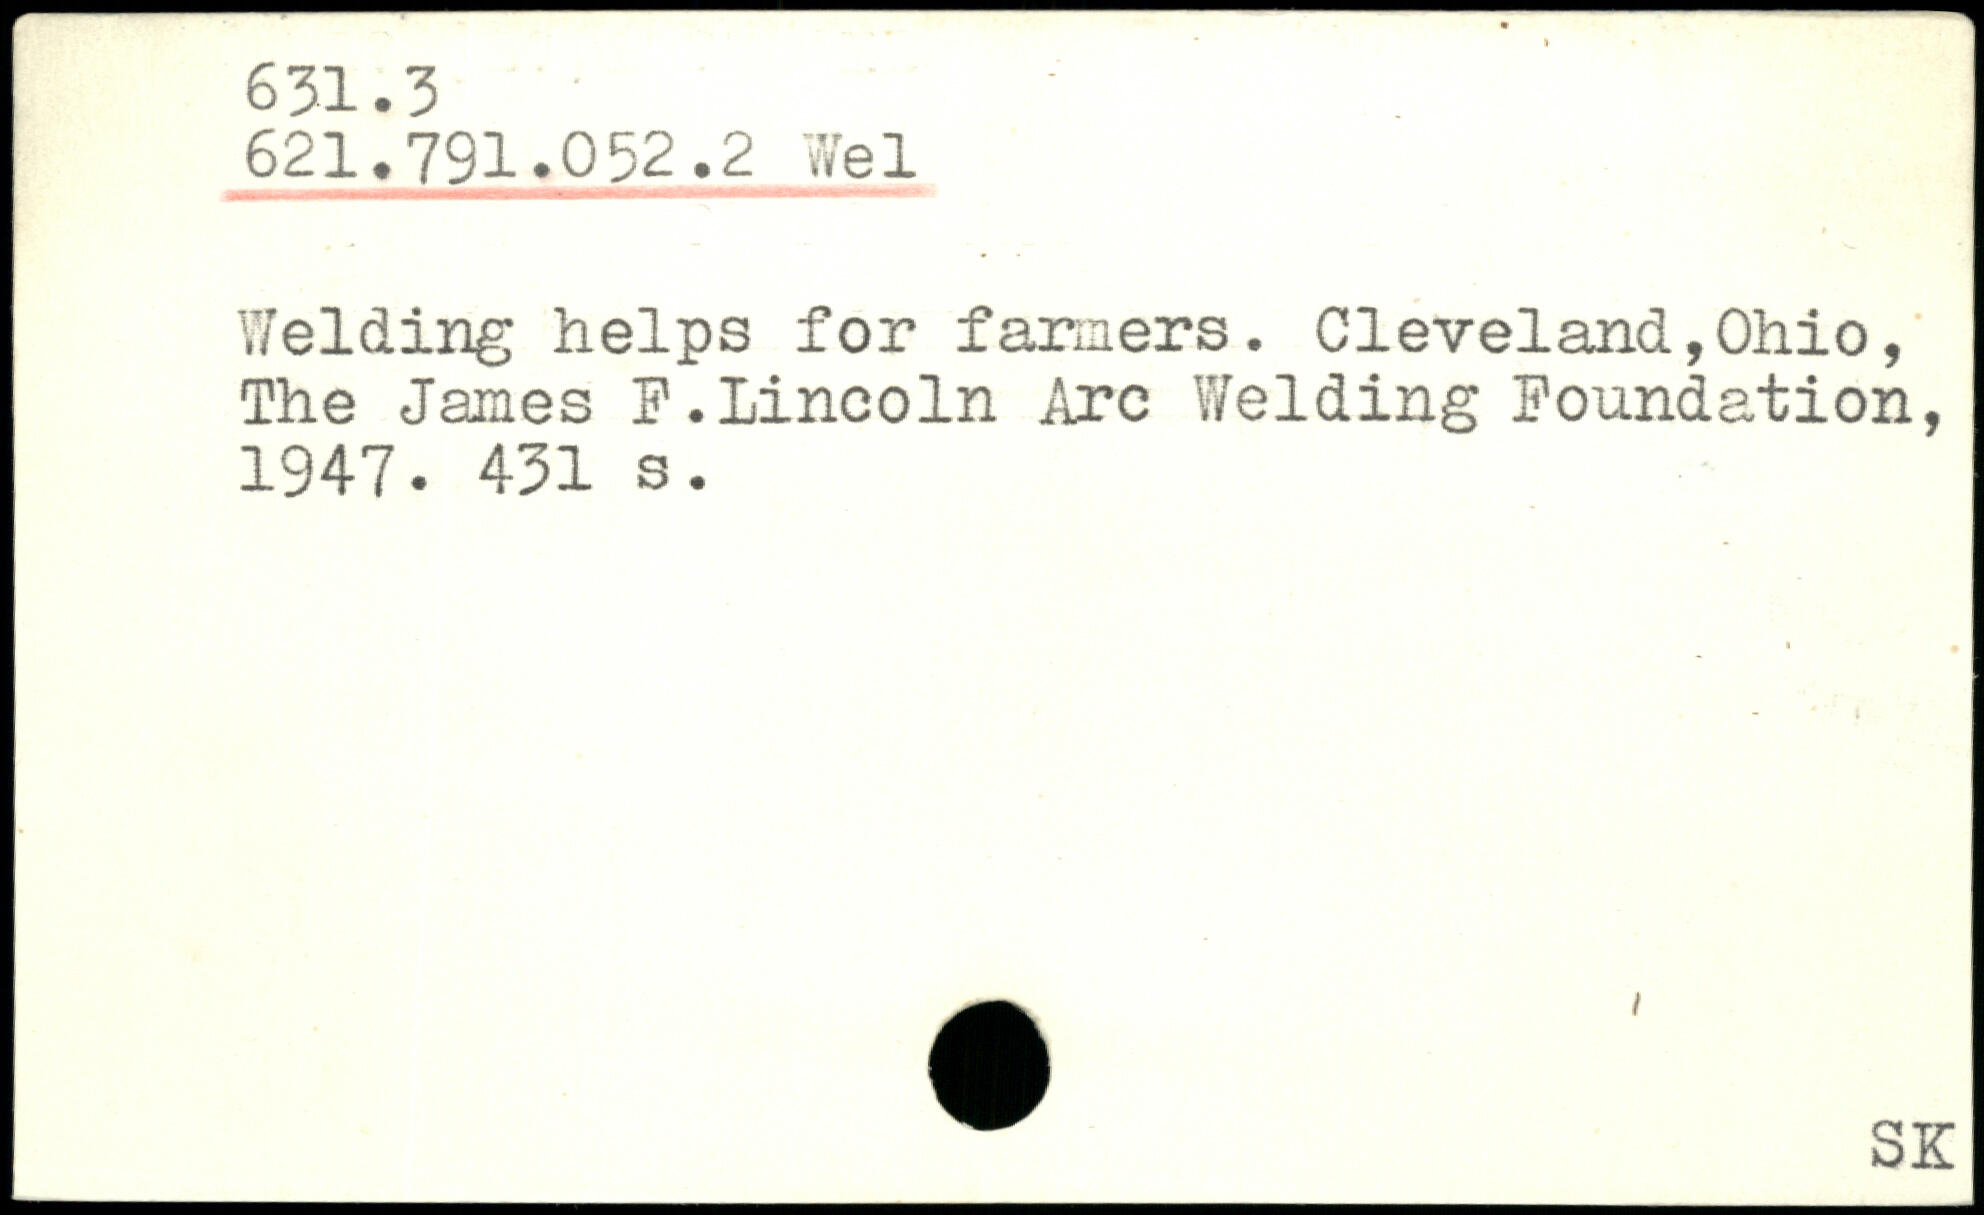 631.3
621.791.052.2 Wel
Welding helps for farmers. Cleveland,Ohio,
The James F.Lincoln Arc Welding Foundation,
1947. 431 s.
SK